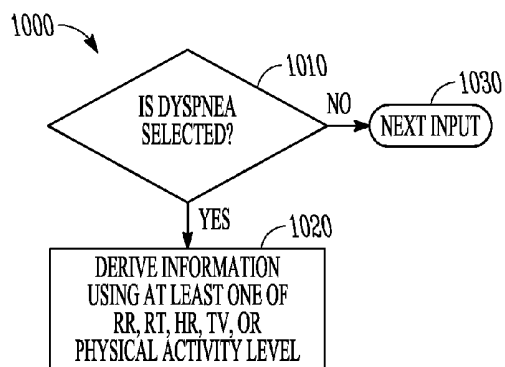 1000
1010
IS DYSPNEA
SELECTED?
NO
1030
NEXT INPUT
YES
1020
DERIVE INFORMATION
USING AT LEAST ONE OF
RR, RT, HR, TV, OR
PHYSICAL ACTIVITY LEVEL